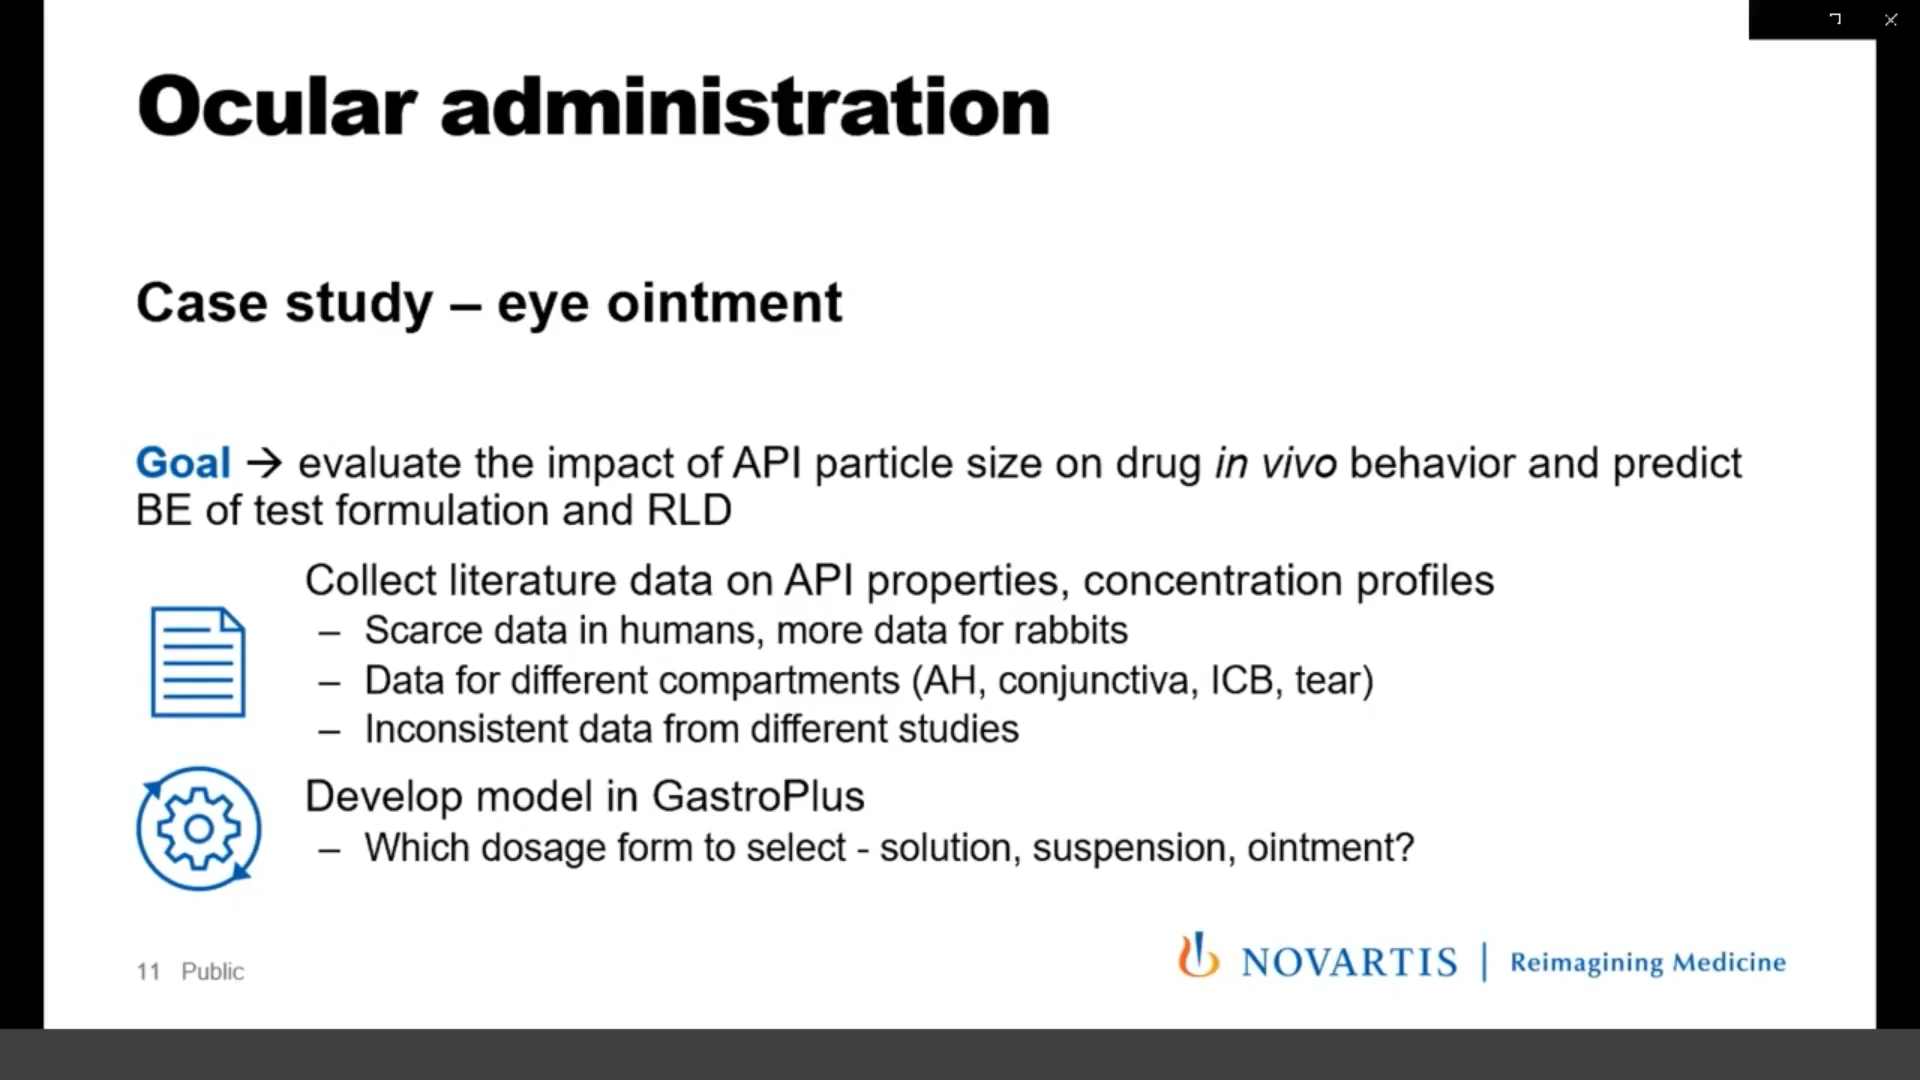 Ocular administration
Case study – eye ointment
Goal → evaluate the impact of API particle size on drug in vivo behavior and predict
BE of test formulation and RLD
Collect literature data on API properties, concentration profiles
– Scarce data in humans, more data for rabbits
– Data for different compartments (AH, conjunctiva, ICB, tear)
– Inconsistent data from different studies
Develop model in GastroPlus
– Which dosage form to select - solution, suspension, ointment?
11 Public
NOVARTIS | Reimagining Medicine